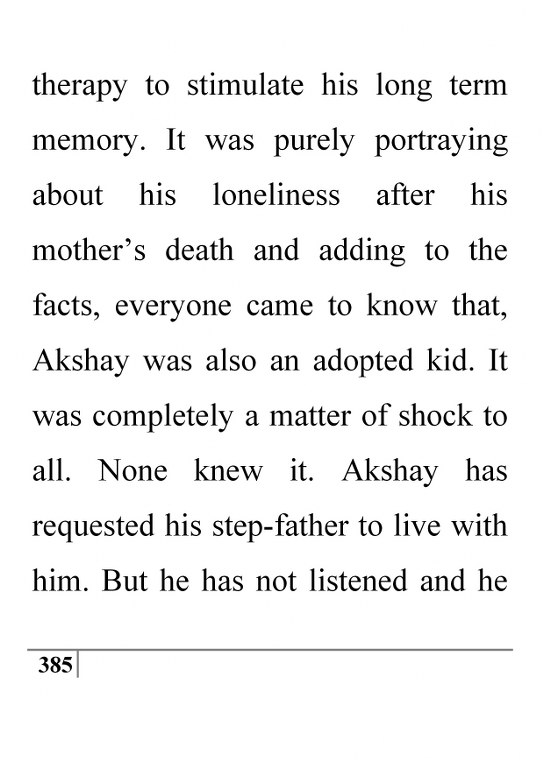 therapy to stimulate his long term
memory. It was purely portraying
about his loneliness after his
mother’s death and adding to the
facts, everyone came to know that,
Akshay was also an adopted kid. It
was completely a matter of shock to
all. None knew it. Akshay has
requested his step-father to live with
him. But he has not listened and he
385